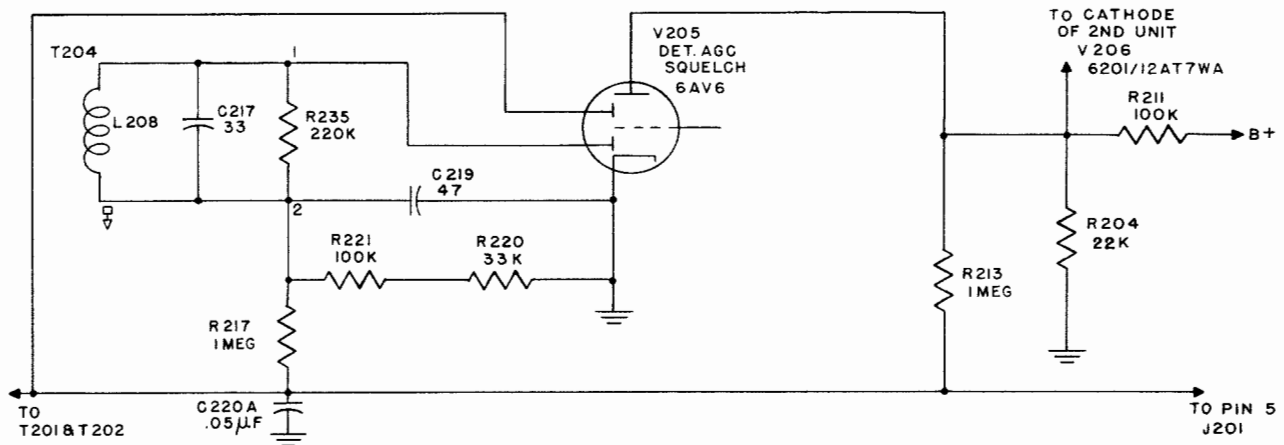 T204
L208
C217
33
1
R235
220K
2
C219
47
R221
100K
R220
33K
R217
1MEG
C220A
.05µF
TO
T201&T202
V205
DET. AGC
SQUELCH
6AV6
TO CATHODE
OF 2ND UNIT
V206
6201/12AT7WA
R211
100K
B+
R204
22K
R213
1MEG
TO PIN 5
J201